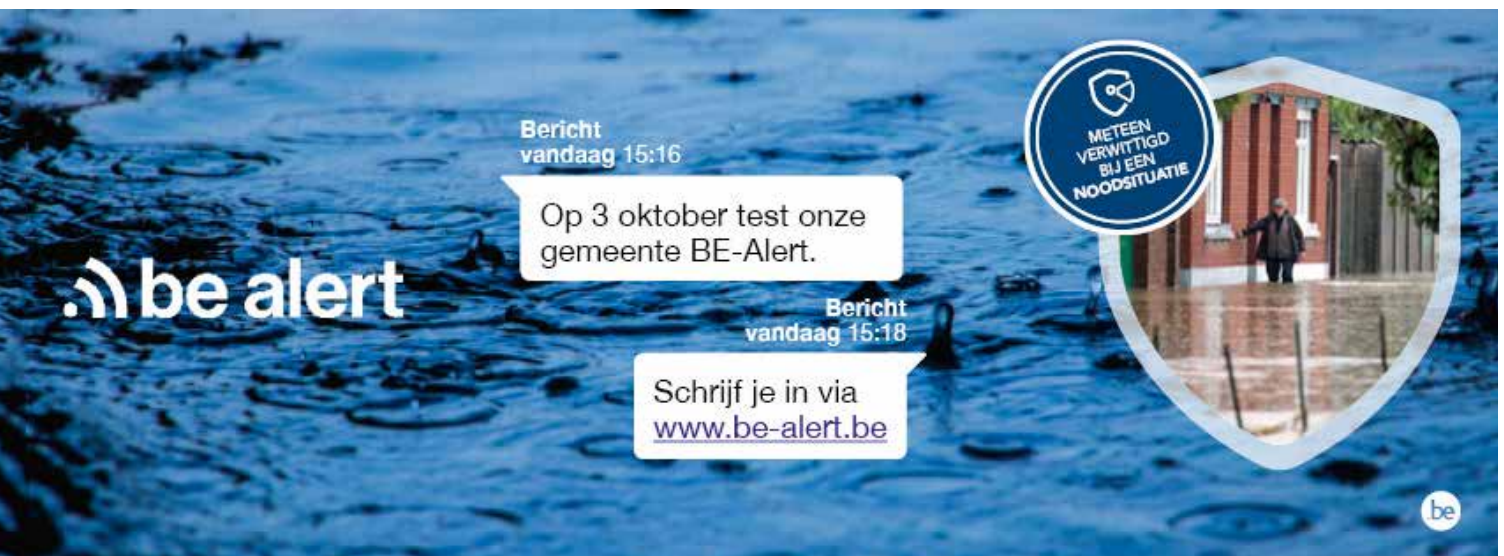 be alert
Bericht
vandaag 15:16
Op 3 oktober test onze
gemeente BE-Alert.
Bericht
vandaag 15:18
Schrijf je in via
www.be-alert.be
METEEN
VERWITTIGD
BIJ EEN
NOODSITUATIE
.be